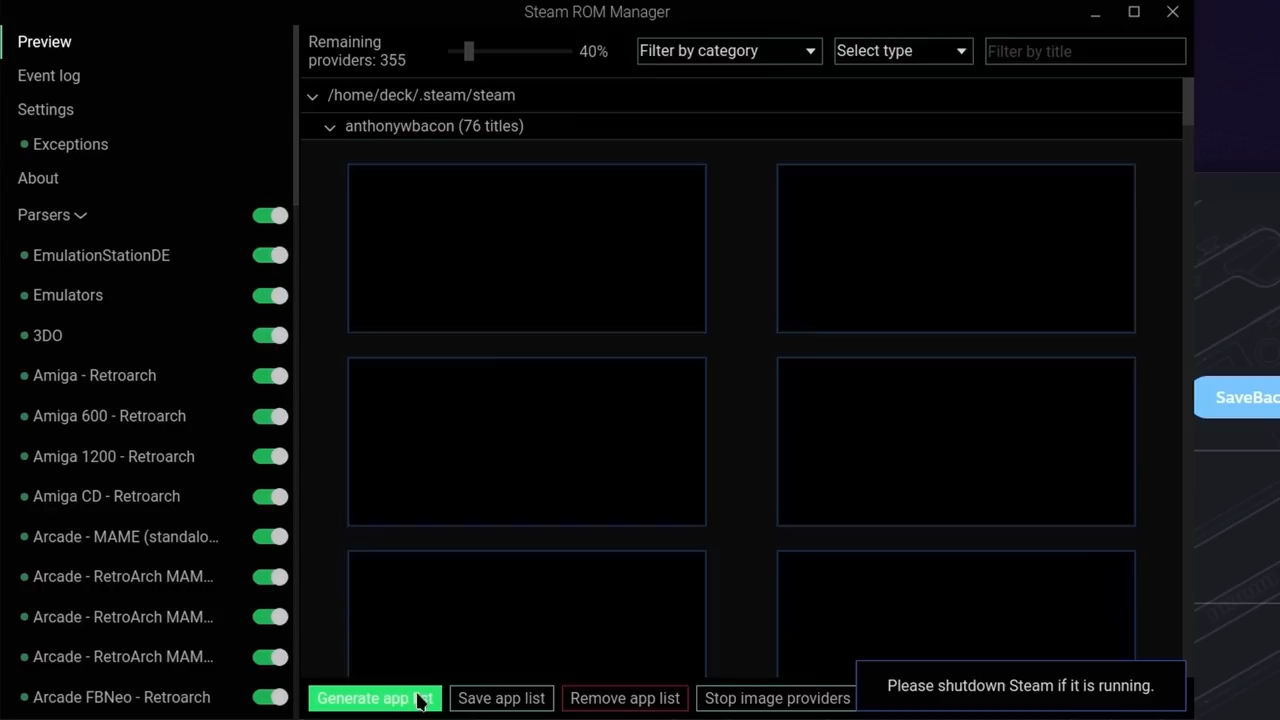 Steam ROM Manager
Preview
Event log
Settings
Exceptions
About
Parsers
EmulationStationDE
Emulators
3DO
Amiga - Retroarch
Amiga 600 - Retroarch
Amiga 1200 - Retroarch
Amiga CD - Retroarch
Arcade - MAME (standalo...
Arcade - RetroArch MAM...
Arcade - RetroArch MAM...
Arcade - RetroArch MAM...
Arcade FBNeo - Retroarch
Remaining
providers: 355
40%
Filter by category
Select type
Filter by title
/home/deck/.steam/steam
anthonywbacon (76 titles)
Generate app list
Save app list
Remove app list
Stop image providers
Please shutdown Steam if it is running.
SaveBac